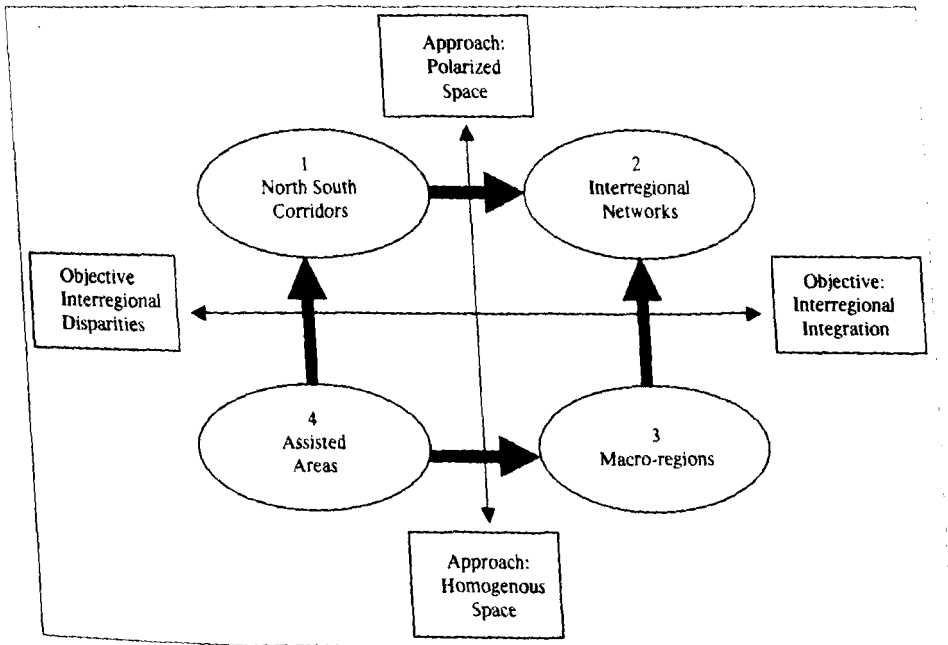 Approach:
Polarized
Space
1
North South
Corridors
2
Interregional
Networks
Objective
Interregional
Disparities
Objective:
Interregional
Integration
4
Assisted
Areas
3
Macro-regions
Approach:
Homogenous
Space